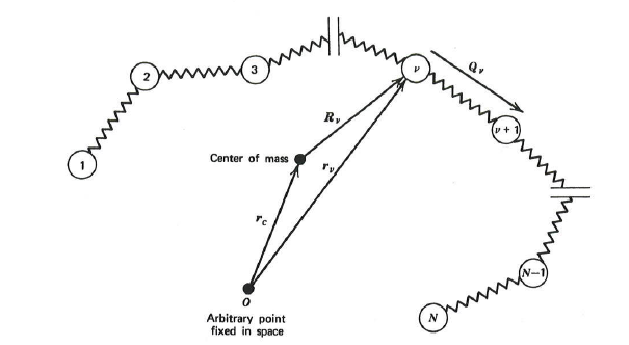 2
3
ν
Q_ν
ν + 1
1
R_ν
Center of mass
r_ν
r_c
N−1
O
N
Arbitrary point
fixed in space